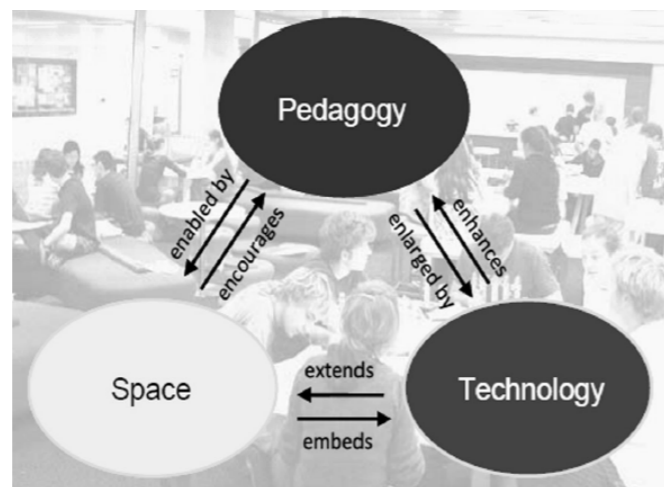 Pedagogy
enabled by
encourages
enlarged by
enhances
Space
extends
embeds
Technology